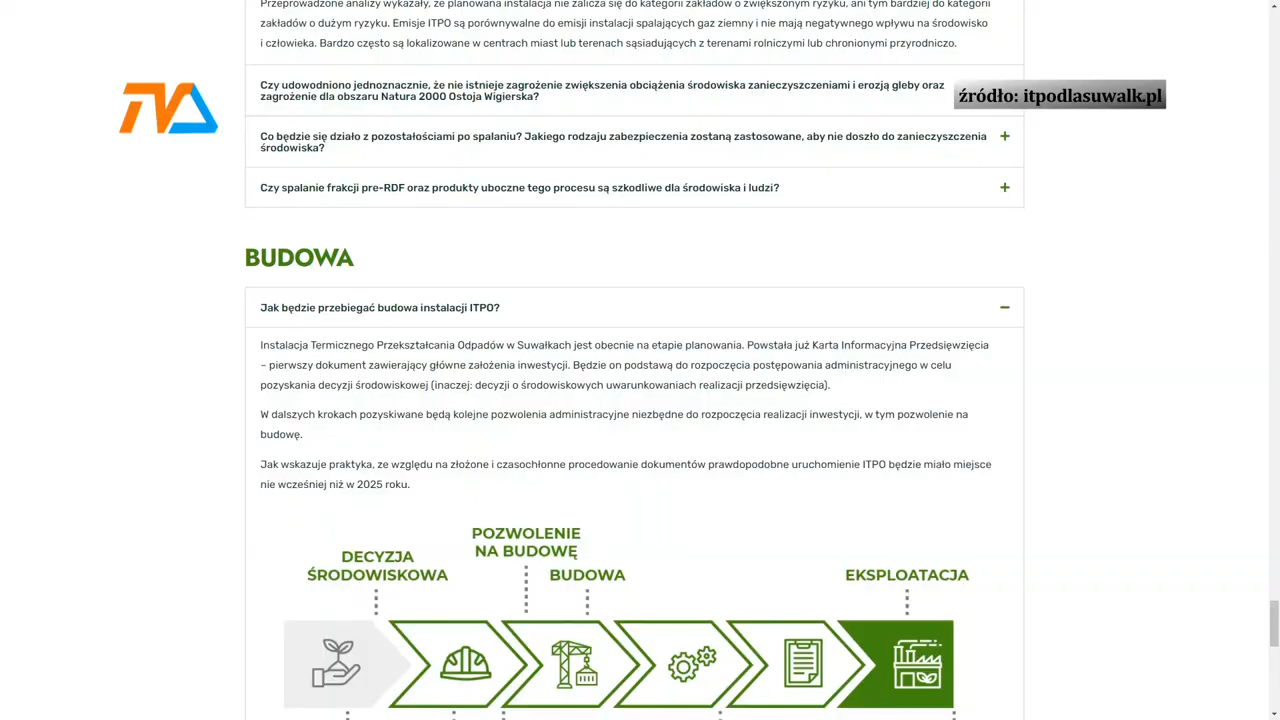 Przeprowadzone analizy wykazały, że planowana instalacja nie zalicza się do kategorii zakładów o zwiększonym ryzyku, ani tym bardziej do kategorii
zakładów o dużym ryzyku. Emisje ITPO są porównywalne do emisji instalacji spalających gaz ziemny i nie mają negatywnego wpływu na środowisko
i człowieka. Bardzo często są lokalizowane w centrach miast lub terenach sąsiadujących z terenami rolniczymi lub chronionymi przyrodniczo.
Czy udowodniono jednoznacznie, że nie istnieje zagrożenie zwiększenia obciążenia środowiska zanieczyszczeniami i erozją gleby oraz
zagrożenie dla obszaru Natura 2000 Ostoja Wigierska?
źródło: itpodlasuwalk.pl
Co będzie się działo z pozostałościami po spalaniu? Jakiego rodzaju zabezpieczenia zostaną zastosowane, aby nie doszło do zanieczyszczenia
środowiska?
Czy spalanie frakcji pre-RDF oraz produkty uboczne tego procesu są szkodliwe dla środowiska i ludzi?
BUDOWA
Jak będzie przebiegać budowa instalacji ITPO?
Instalacja Termicznego Przekształcania Odpadów w Suwałkach jest obecnie na etapie planowania. Powstała już Karta Informacyjna Przedsięwzięcia
– pierwszy dokument zawierający główne założenia inwestycji. Będzie on podstawą do rozpoczęcia postępowania administracyjnego w celu
pozyskania decyzji środowiskowej (inaczej: decyzji o środowiskowych uwarunkowaniach realizacji przedsięwzięcia).
W dalszych krokach pozyskiwane będą kolejne pozwolenia administracyjne niezbędne do rozpoczęcia realizacji inwestycji, w tym pozwolenie na
budowę.
Jak wskazuje praktyka, ze względu na złożone i czasochłonne procedowanie dokumentów prawdopodobne uruchomienie ITPO będzie miało miejsce
nie wcześniej niż w 2025 roku.
POZWOLENIE
NA BUDOWĘ
DECYZJA
ŚRODOWISKOWA
BUDOWA
EKSPLOATACJA